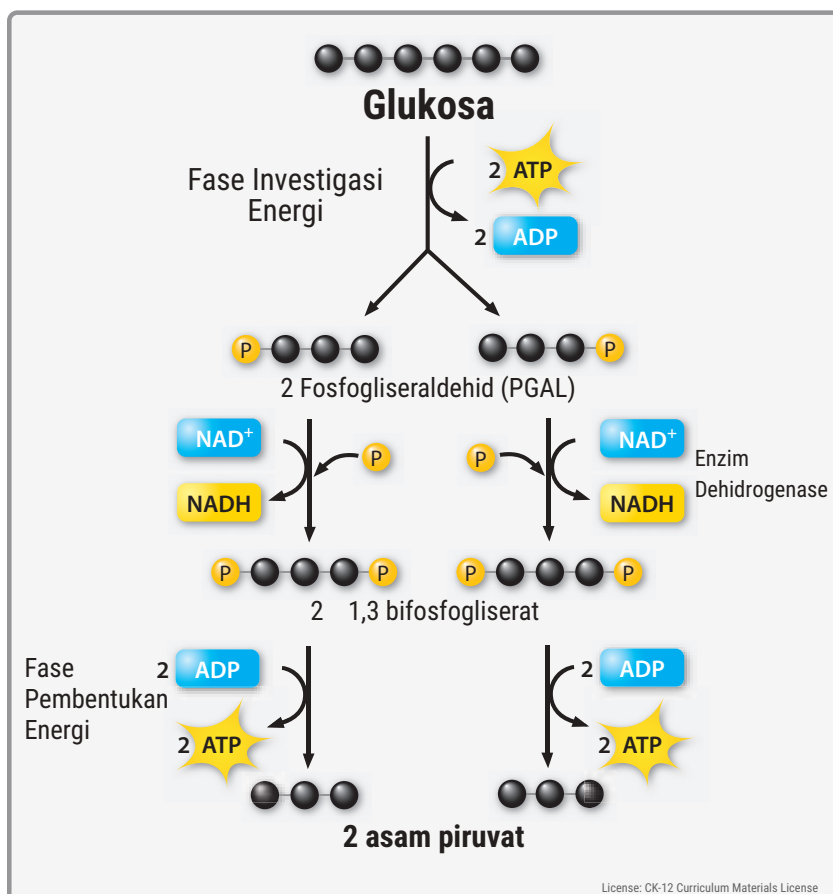 Glukosa
Fase Investigasi
Energi
2 ATP
2 ADP
P
P
2 Fosfogliseraldehid (PGAL)
NAD+
P
P
NAD+
Enzim
Dehidrogenase
NADH
NADH
P
P
P
P
2 1,3 bifosfogliserat
Fase
Pembentukan
Energi
2 ADP
2 ADP
2 ATP
2 ATP
2 asam piruvat
License: CK-12 Curriculum Materials License